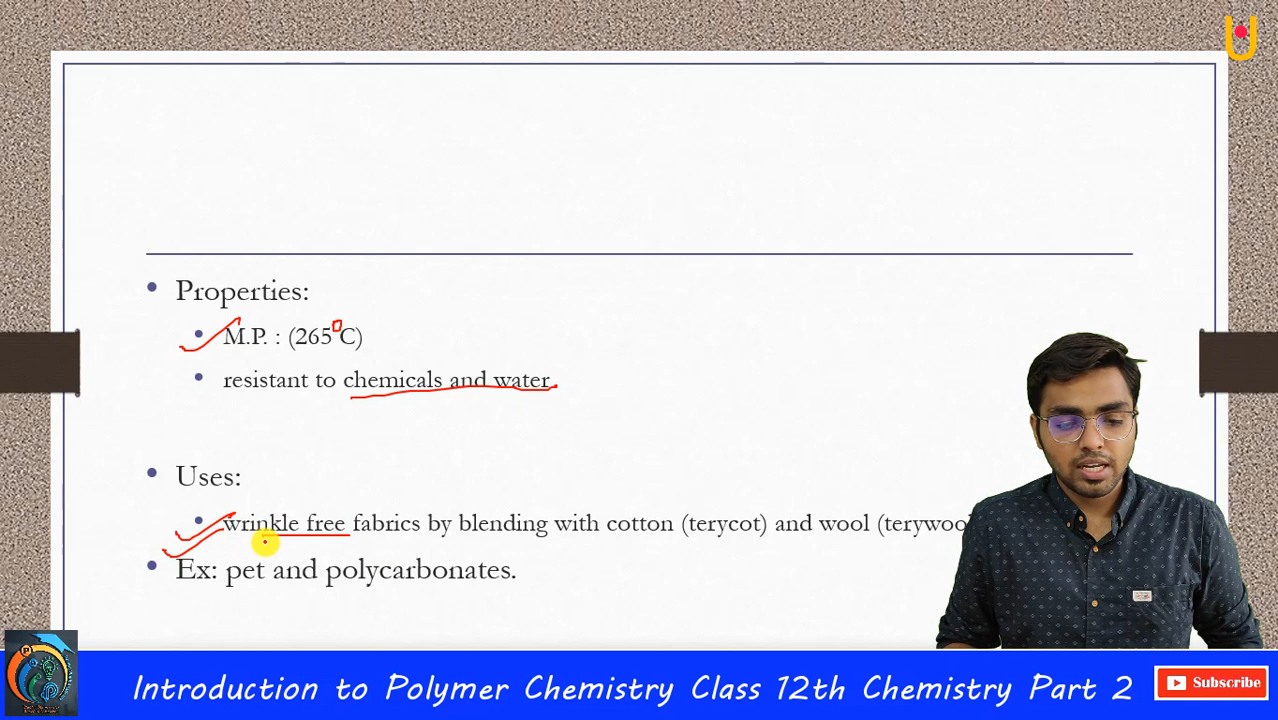 Properties:
M.P. : (265°C)
resistant to chemicals and water
Uses:
wrinkle free fabrics by blending with cotton (terycot) and wool (terywoo
Ex: pet and polycarbonates.
Introduction to Polymer Chemistry Class 12th Chemistry Part 2
Subscribe